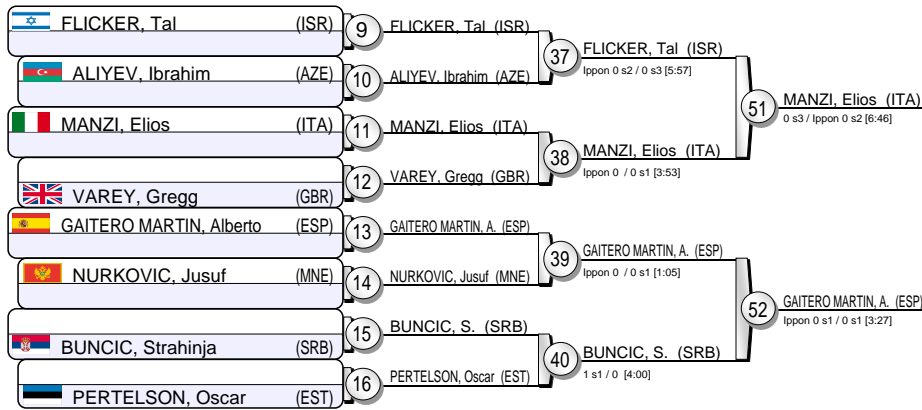 FLICKER, Tal (ISR)
9
FLICKER, Tal (ISR)
37
FLICKER, Tal (ISR)
Ippon 0 s2 / 0 s3 [5:57]
ALIYEV, Ibrahim (AZE)
10
ALIYEV, Ibrahim (AZE)
51
MANZI, Elios (ITA)
0 s3 / Ippon 0 s2 [6:46]
MANZI, Elios (ITA)
11
MANZI, Elios (ITA)
38
MANZI, Elios (ITA)
Ippon 0 / 0 s1 [3:53]
VAREY, Gregg (GBR)
12
VAREY, Gregg (GBR)
GAITERO MARTIN, Alberto (ESP)
13
GAITERO MARTIN, A. (ESP)
39
GAITERO MARTIN, A. (ESP)
Ippon 0 / 0 s1 [1:05]
NURKOVIC, Jusuf (MNE)
14
NURKOVIC, Jusuf (MNE)
52
GAITERO MARTIN, A. (ESP)
Ippon 0 s1 / 0 s1 [3:27]
BUNCIC, Strahinja (SRB)
15
BUNCIC, S. (SRB)
40
BUNCIC, S. (SRB)
1 s1 / 0 [4:00]
PERTELSON, Oscar (EST)
16
PERTELSON, Oscar (EST)